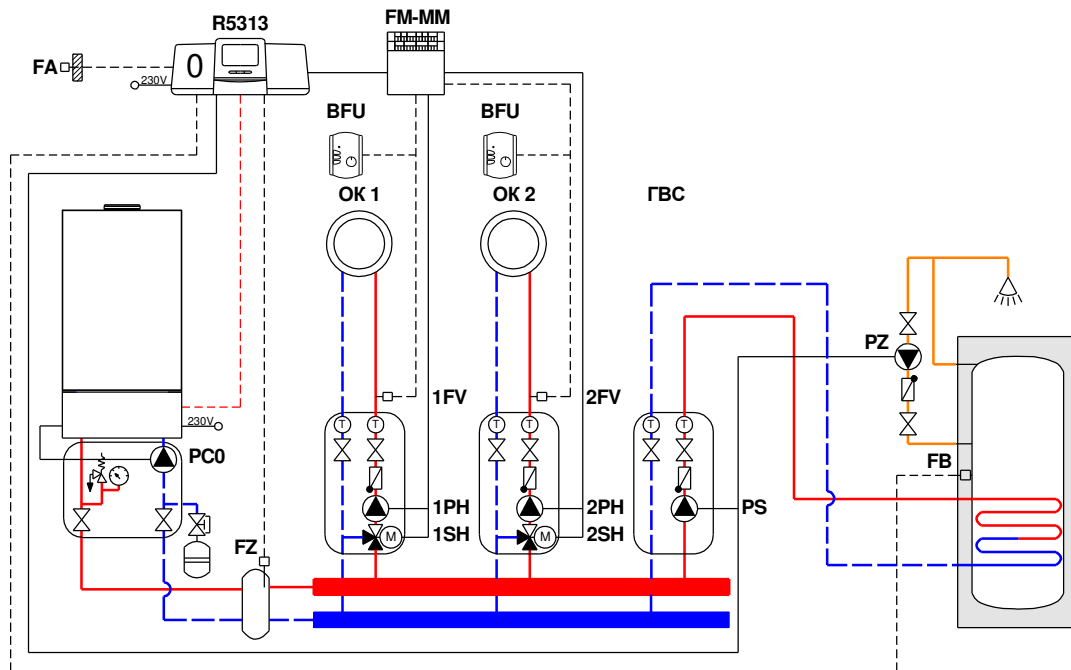 R5313
FM-MM
FA
0
230V
BFU
BFU
ОК 1
ОК 2
ГВС
PZ
1FV
2FV
T
T
T
T
T
T
230V
PC0
FB
1PH
2PH
PS
M
1SH
M
2SH
FZ